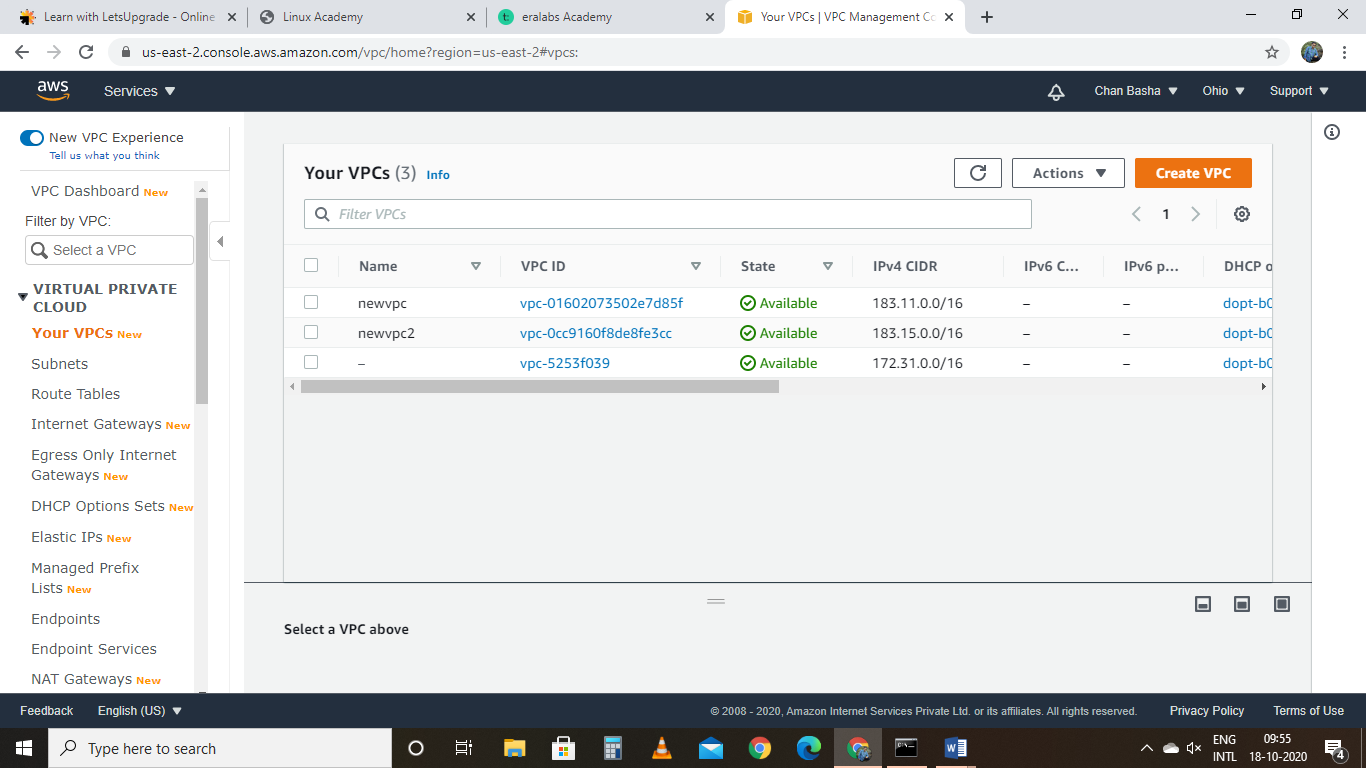 Learn with LetsUpgrade - Online
Linux Academy
eralabs Academy
Your VPCs | VPC Management Co
us-east-2.console.aws.amazon.com/vpc/home?region=us-east-2#vpcs:
aws Services Chan Basha Ohio Support
New VPC Experience
Tell us what you think
VPC Dashboard New
Filter by VPC:
Select a VPC
VIRTUAL PRIVATE
CLOUD
Your VPCs New
Subnets
Route Tables
Internet Gateways New
Egress Only Internet
Gateways New
DHCP Options Sets New
Elastic IPs New
Managed Prefix
Lists New
Endpoints
Endpoint Services
NAT Gateways New
Your VPCs (3) Info
Actions Create VPC
Filter VPCs
1
Name VPC ID State IPv4 CIDR IPv6 C... IPv6 p... DHCP o
newvpc vpc-01602073502e7d85f Available 183.11.0.0/16 – – dopt-b0
newvpc2 vpc-0cc9160f8de8fe3cc Available 183.15.0.0/16 – – dopt-b0
– vpc-5253f039 Available 172.31.0.0/16 – – dopt-b0
Select a VPC above
Feedback English (US) © 2008 - 2020, Amazon Internet Services Private Ltd. or its affiliates. All rights reserved. Privacy Policy Terms of Use
Type here to search
ENG
INTL
09:55
18-10-2020
4